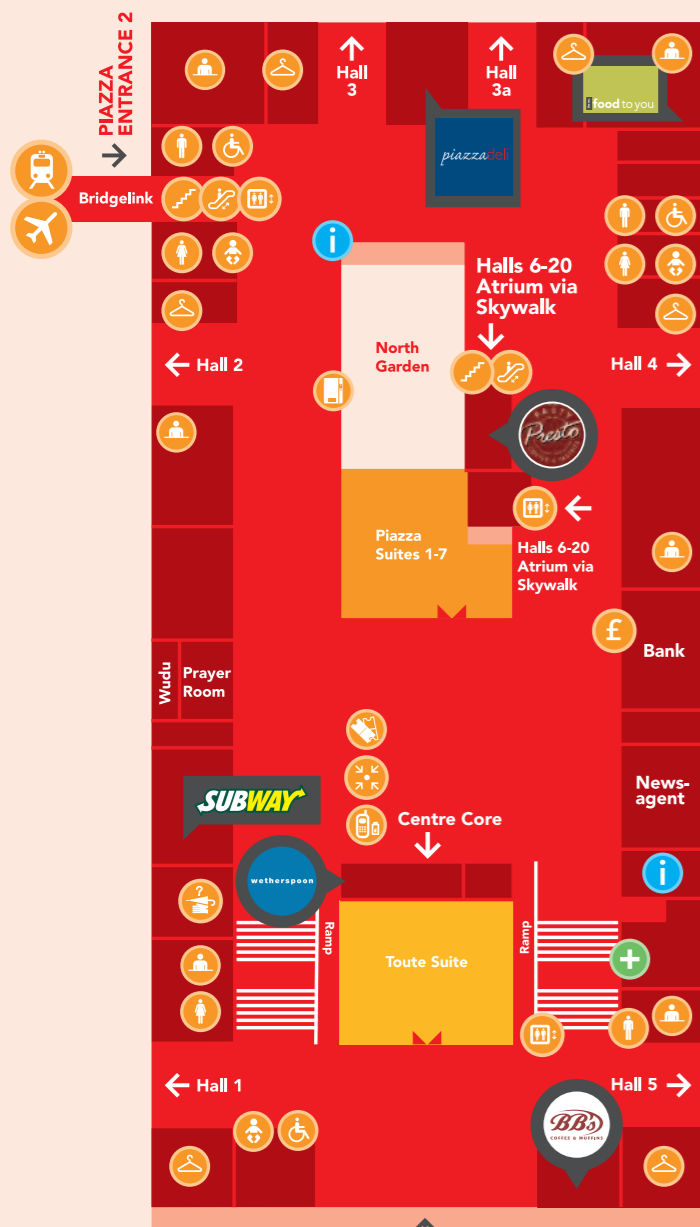 PIAZZA
ENTRANCE 2
Hall
3
Hall
3a
food to you
piazzadeli
Bridgelink
i
Halls 6-20
Atrium via
Skywalk
North
Garden
Hall 2
Hall 4
Presto
Piazza
Suites 1-7
Halls 6-20
Atrium via
Skywalk
£
Bank
Wudu
Prayer
Room
SUBWAY
News-
agent
Centre Core
wetherspoon
i
?
Ramp
Ramp
Toute Suite
Hall 1
Hall 5
BB's
COFFEE & MUFFINS